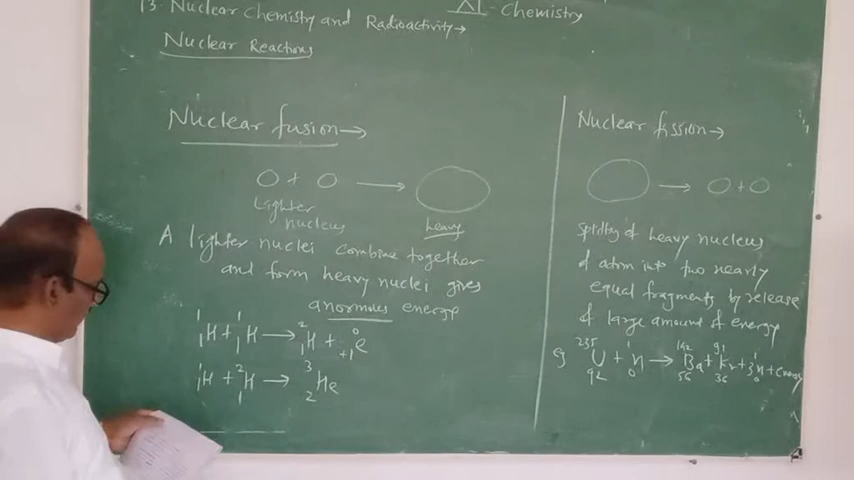 XI - Chemistry
13. Nuclear Chemistry and Radioactivity →
Nuclear Reactions
Nuclear fusion →
O + O → O
Lighter nucleus
heavy
A lighter nuclei combine together
and form heavy nuclei gives
anormoles energy
¹₁H + ¹₁H → ²₁H + ⁰₊₁e
¹₁H + ²₁H → ³₂He
Nuclear fission →
O → O + O
of heavy nucleus
of atom into two nearly
equal fragments by release
of large amount of energy
eg ²³⁵₉₂U + ¹₀n → ¹⁴²₅₆Ba + ⁹¹₃₆Kr + 3¹₀n + energy